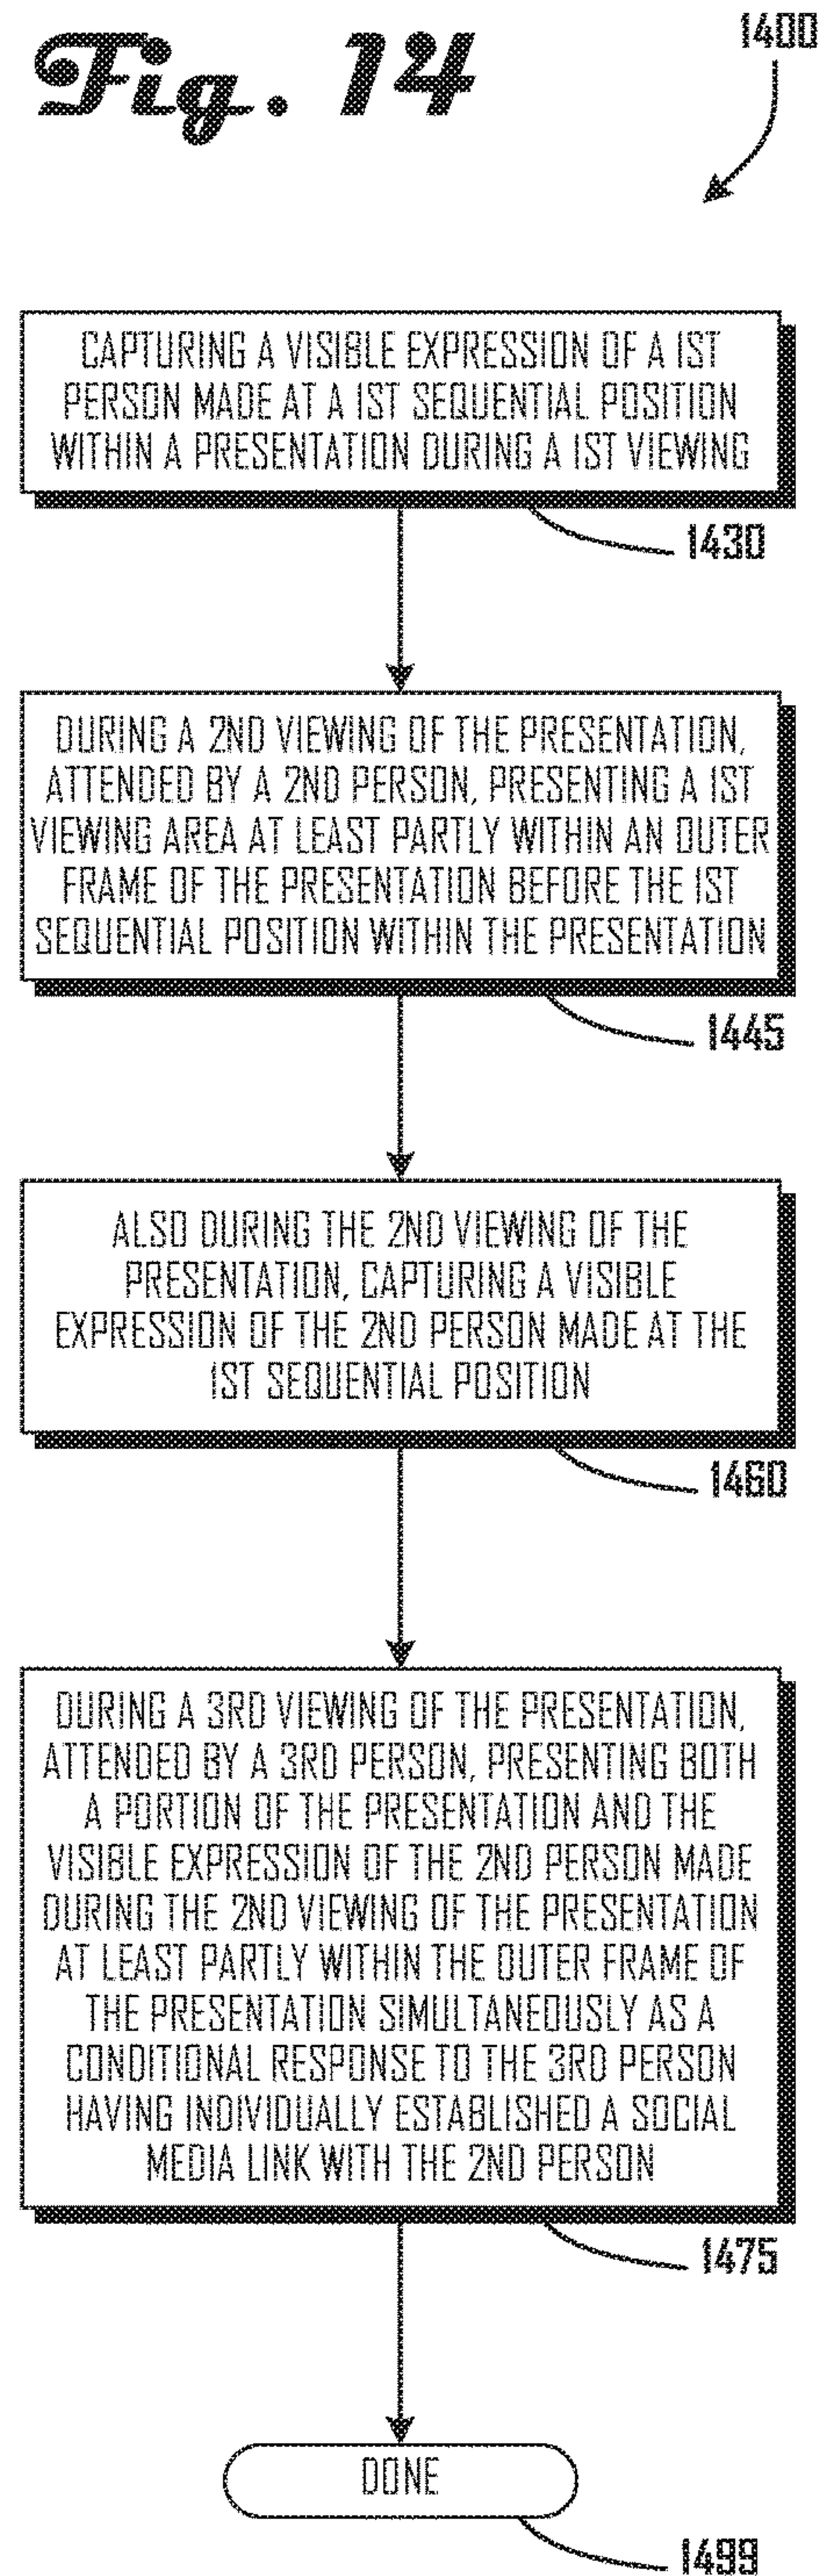 Fig. 14
1400
CAPTURING A VISIBLE EXPRESSION OF A 1ST
PERSON MADE AT A 1ST SEQUENTIAL POSITION
WITHIN A PRESENTATION DURING A 1ST VIEWING
1430
DURING A 2ND VIEWING OF THE PRESENTATION,
ATTENDED BY A 2ND PERSON, PRESENTING A 1ST
VIEWING AREA AT LEAST PARTLY WITHIN AN OUTER
FRAME OF THE PRESENTATION BEFORE THE 1ST
SEQUENTIAL POSITION WITHIN THE PRESENTATION
1445
ALSO DURING THE 2ND VIEWING OF THE
PRESENTATION, CAPTURING A VISIBLE
EXPRESSION OF THE 2ND PERSON MADE AT THE
1ST SEQUENTIAL POSITION
1460
DURING A 3RD VIEWING OF THE PRESENTATION,
ATTENDED BY A 3RD PERSON, PRESENTING BOTH
A PORTION OF THE PRESENTATION AND THE
VISIBLE EXPRESSION OF THE 2ND PERSON MADE
DURING THE 2ND VIEWING OF THE PRESENTATION
AT LEAST PARTLY WITHIN THE OUTER FRAME OF
THE PRESENTATION SIMULTANEOUSLY AS A
CONDITIONAL RESPONSE TO THE 3RD PERSON
HAVING INDIVIDUALLY ESTABLISHED A SOCIAL
MEDIA LINK WITH THE 2ND PERSON
1475
DONE
1499